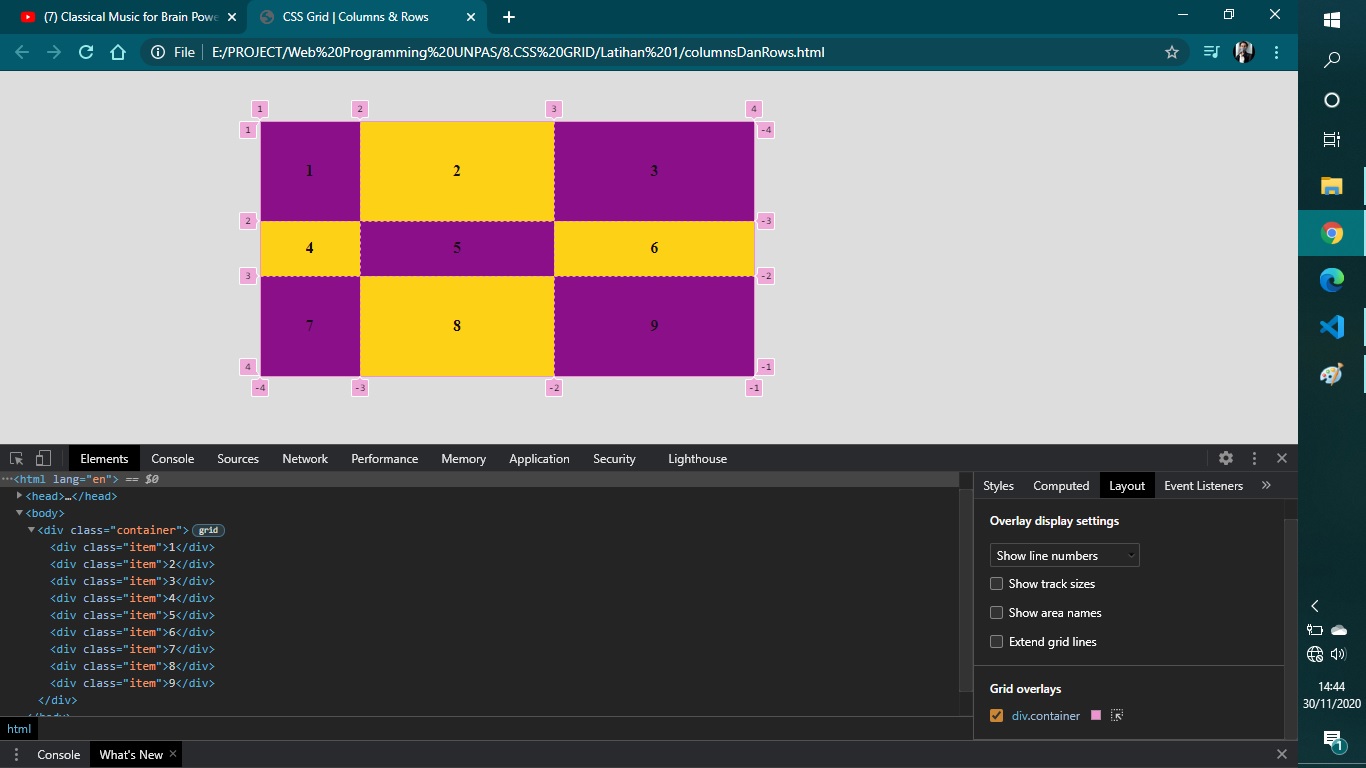 (7) Classical Music for Brain Powe
CSS Grid | Columns & Rows
File
E:/PROJECT/Web%20Programming%20UNPAS/8.CSS%20GRID/Latihan%201/columnsDanRows.html
1 2 3 4
1 -4
1 2 3
2 -3
4 5 6
3 -2
7 8 9
4 -1
-4 -3 -2 -1
Elements Console Sources Network Performance Memory Application Security Lighthouse
···<html lang="en"> == $0
<head>…</head>
<body>
<div class="container"> grid
<div class="item">1</div>
<div class="item">2</div>
<div class="item">3</div>
<div class="item">4</div>
<div class="item">5</div>
<div class="item">6</div>
<div class="item">7</div>
<div class="item">8</div>
<div class="item">9</div>
</div>
</body>
html
Styles Computed Layout Event Listeners »
Overlay display settings
Show line numbers
Show track sizes
Show area names
Extend grid lines
Grid overlays
div.container
Console What's New
14:44
30/11/2020
1